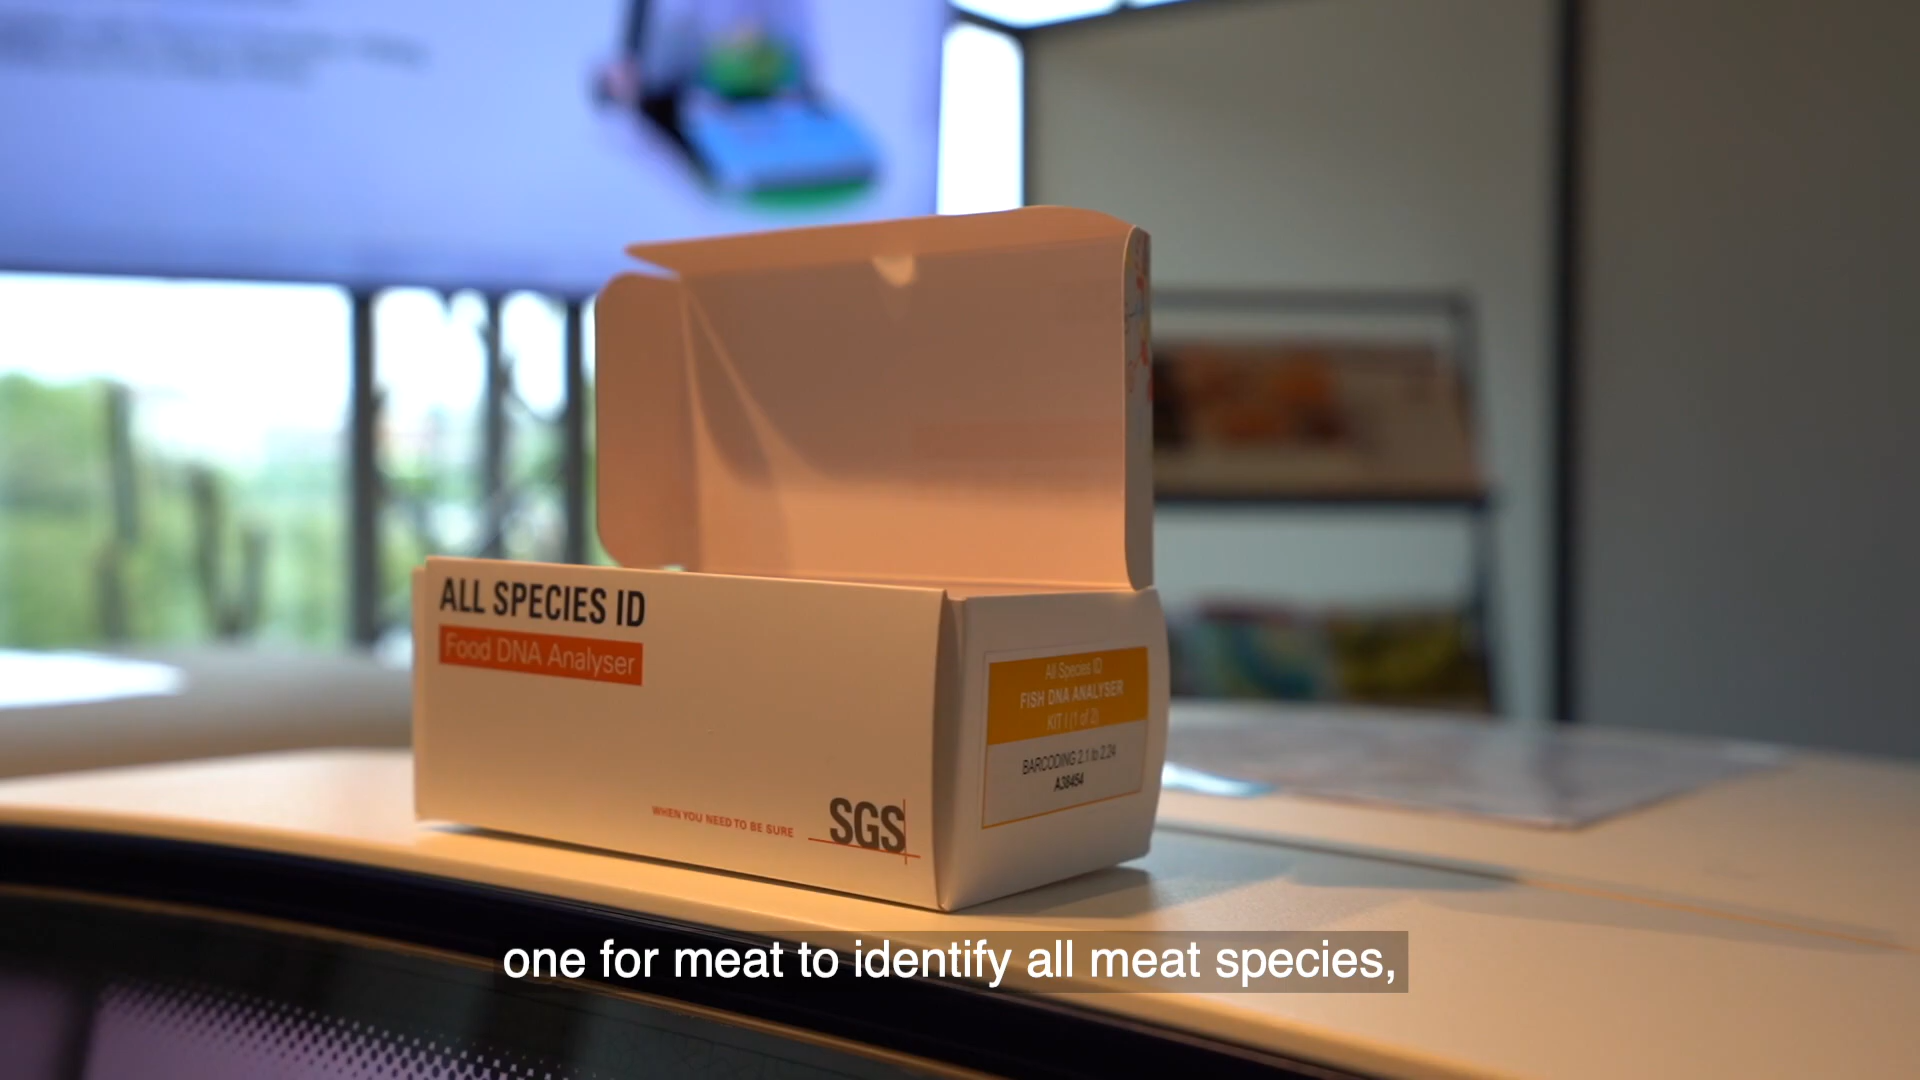 ALL SPECIES ID
Food DNA Analyser
WHEN YOU NEED TO BE SURE
SGS
All Species ID
FISH DNA ANALYSER
KIT I (1 of 2)
BARCODING 2.1 to 2.24
A38454
one for meat to identify all meat species,